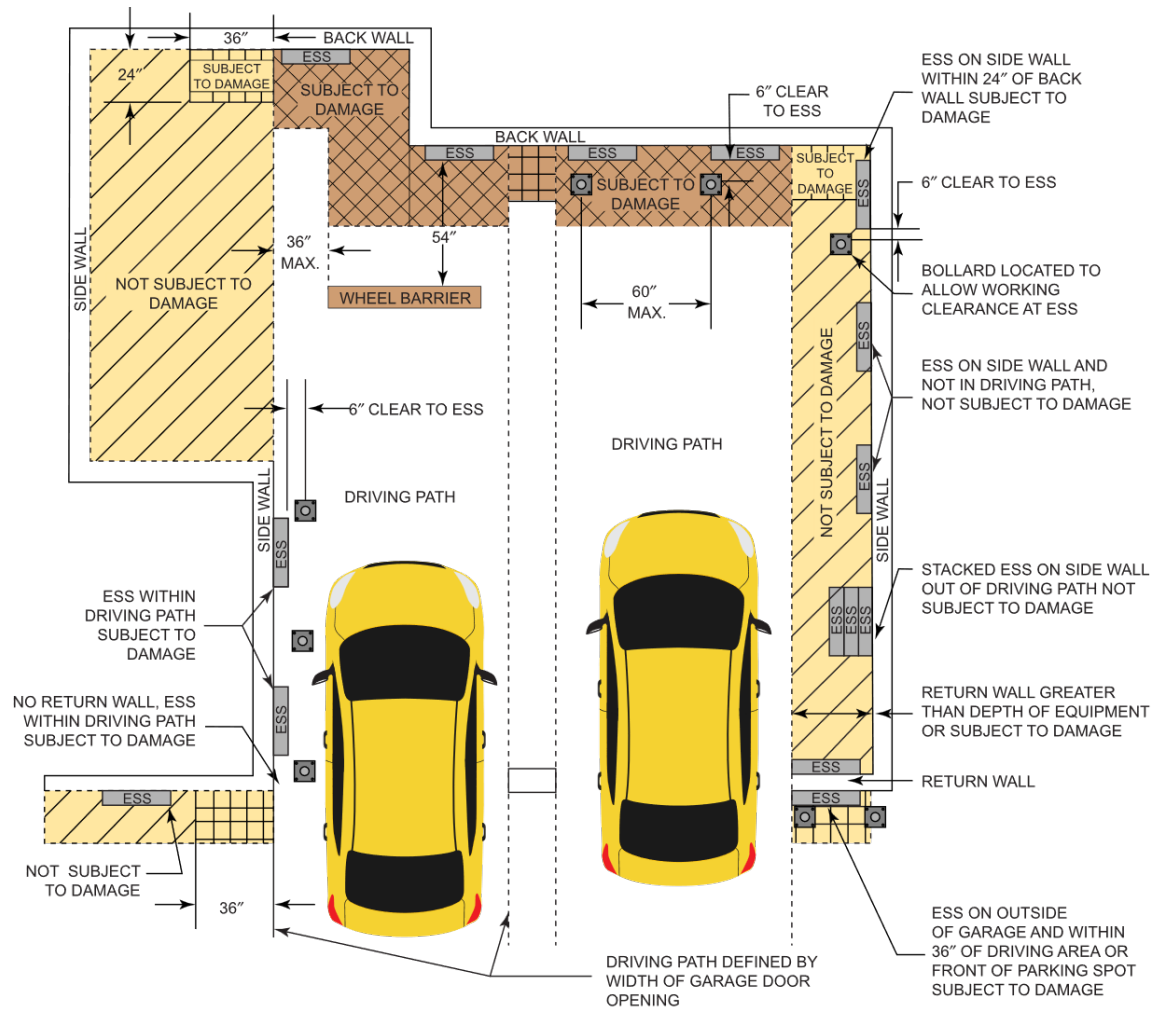 36″
BACK WALL
ESS
SUBJECT
TO DAMAGE
24″
SUBJECT TO
DAMAGE
6″ CLEAR
TO ESS
ESS ON SIDE WALL
WITHIN 24″ OF BACK
WALL SUBJECT TO
DAMAGE
BACK WALL
ESS
ESS
ESS
SUBJECT
TO
DAMAGE
ESS
6″ CLEAR TO ESS
SUBJECT TO
DAMAGE
SIDE WALL
36″
MAX.
54″
NOT SUBJECT TO
DAMAGE
WHEEL BARRIER
60″
MAX.
BOLLARD LOCATED TO
ALLOW WORKING
CLEARANCE AT ESS
ESS
ESS ON SIDE WALL AND
NOT IN DRIVING PATH,
NOT SUBJECT TO DAMAGE
6″ CLEAR TO ESS
NOT SUBJECT TO DAMAGE
DRIVING PATH
ESS
DRIVING PATH
SIDE WALL
SIDE WALL
ESS
ESS WITHIN
DRIVING PATH
SUBJECT TO
DAMAGE
STACKED ESS ON SIDE WALL
OUT OF DRIVING PATH NOT
SUBJECT TO DAMAGE
ESS
ESS
ESS
NO RETURN WALL, ESS
WITHIN DRIVING PATH
SUBJECT TO DAMAGE
ESS
RETURN WALL GREATER
THAN DEPTH OF EQUIPMENT
OR SUBJECT TO DAMAGE
ESS
RETURN WALL
ESS
ESS
NOT SUBJECT
TO DAMAGE
36″
ESS ON OUTSIDE
OF GARAGE AND WITHIN
36″ OF DRIVING AREA OR
FRONT OF PARKING SPOT
SUBJECT TO DAMAGE
DRIVING PATH DEFINED BY
WIDTH OF GARAGE DOOR
OPENING